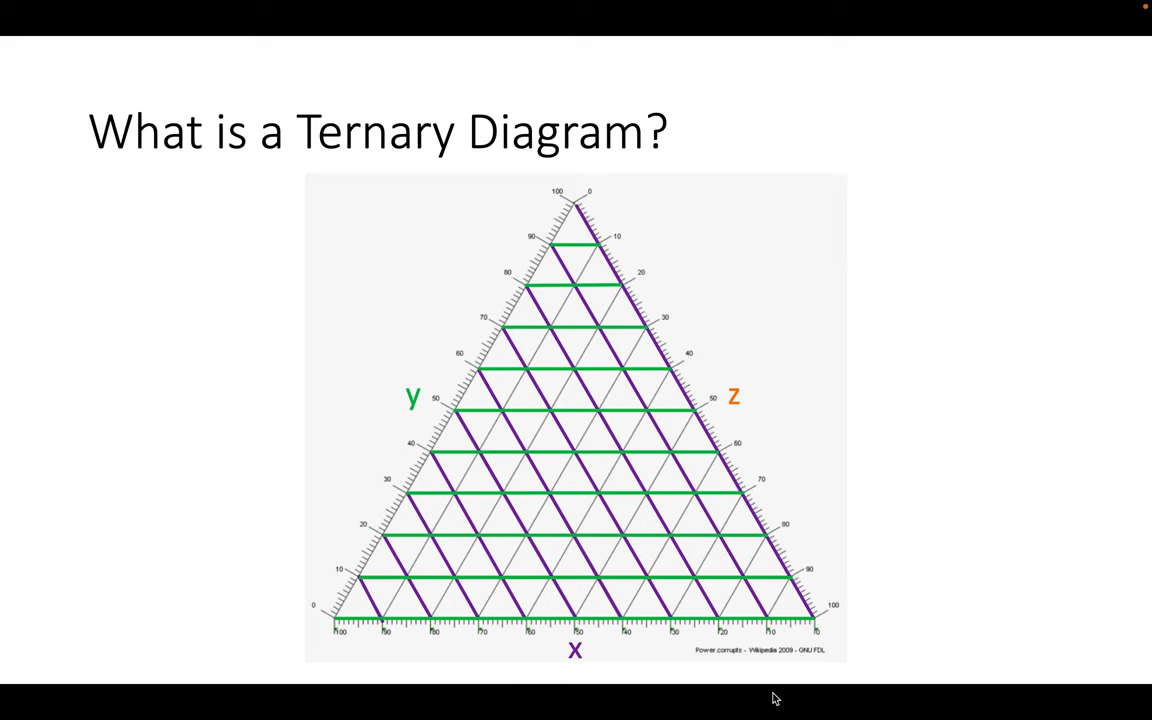 What is a Ternary Diagram?
100 0
90 10
80 20
70 30
60 40
y 50 50 z
40 60
30 70
20 80
10 90
0 100
100 90 80 70 60 50 40 30 20 10 0
x
Power.corrupts - Wikipedia 2009 - GNU FDL